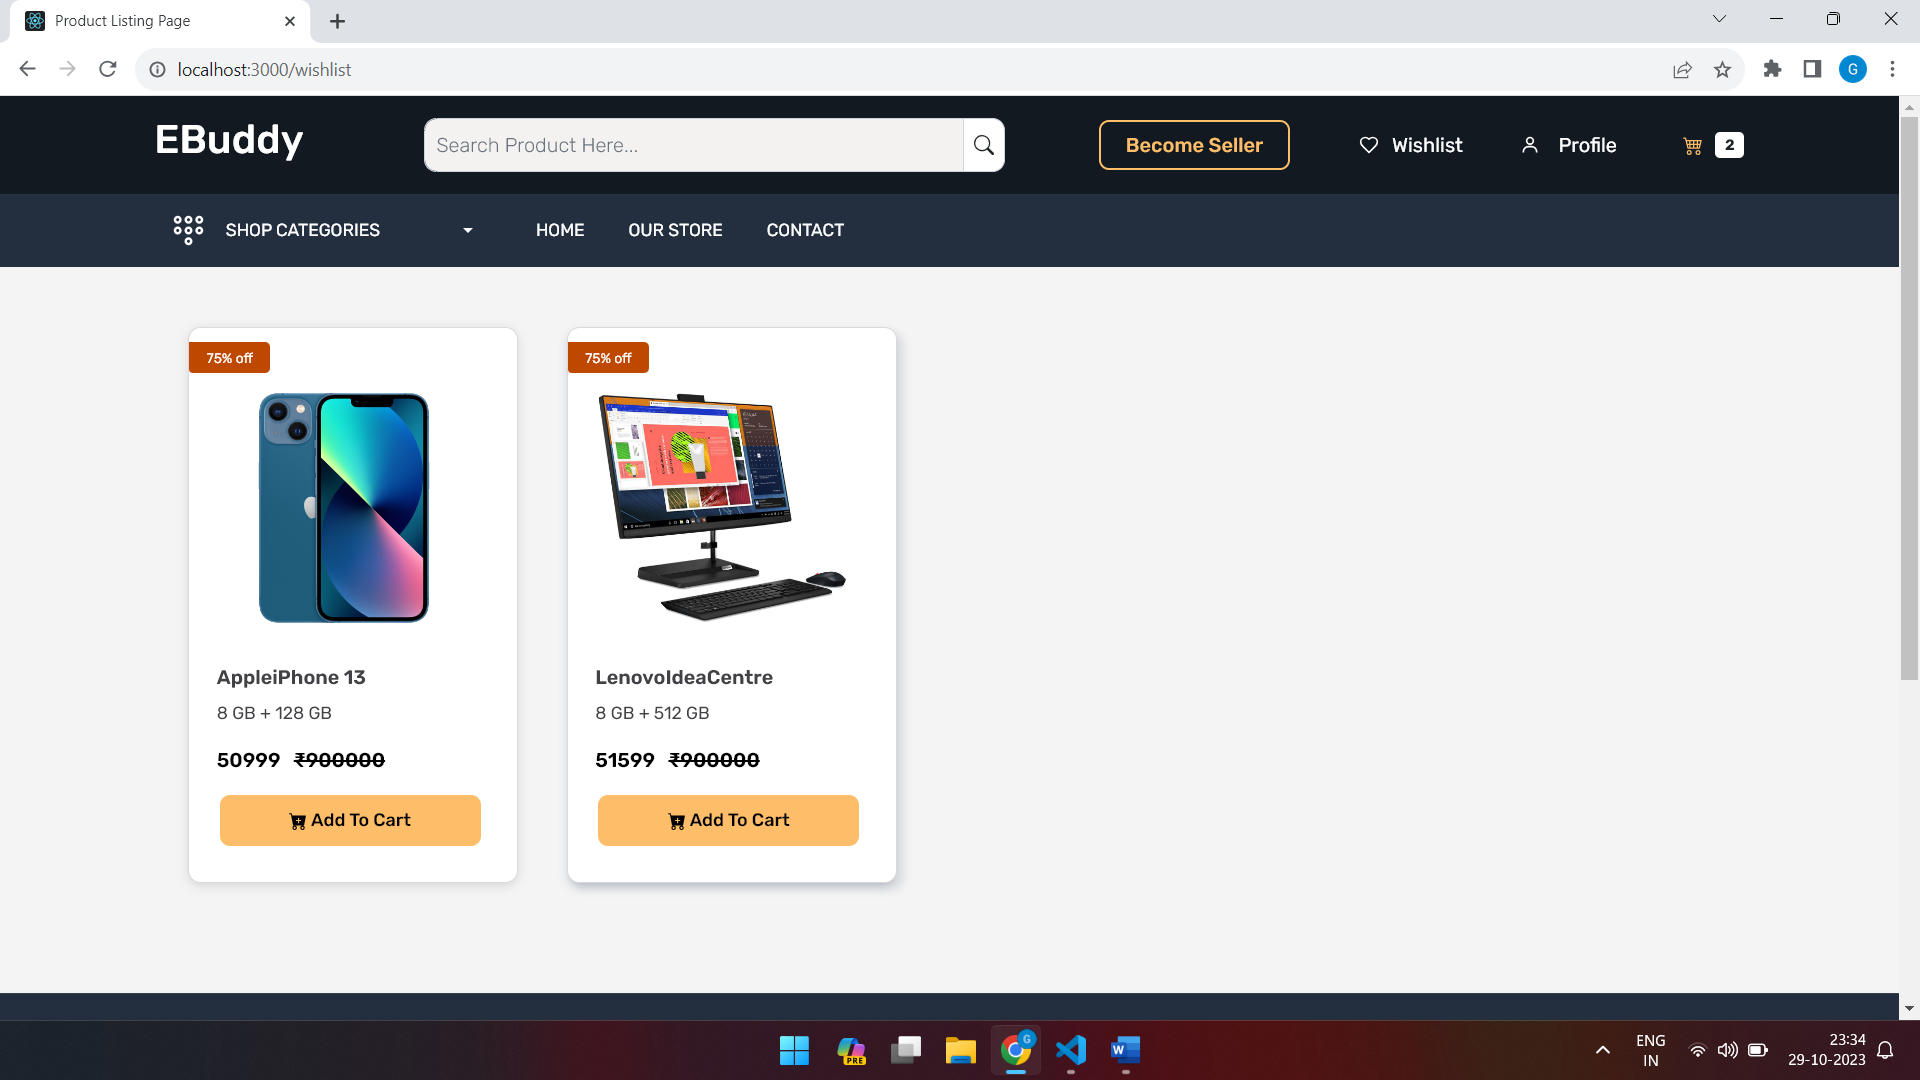 Product Listing Page
localhost:3000/wishlist
G
EBuddy
Search Product Here...
Become Seller
Wishlist
Profile
2
SHOP CATEGORIES
HOME
OUR STORE
CONTACT
75% off
AppleiPhone 13
8 GB + 128 GB
50999 ₹900000
Add To Cart
75% off
LenovoIdeaCentre
8 GB + 512 GB
51599 ₹900000
Add To Cart
PRE
G
W
ENG
IN
23:34
29-10-2023